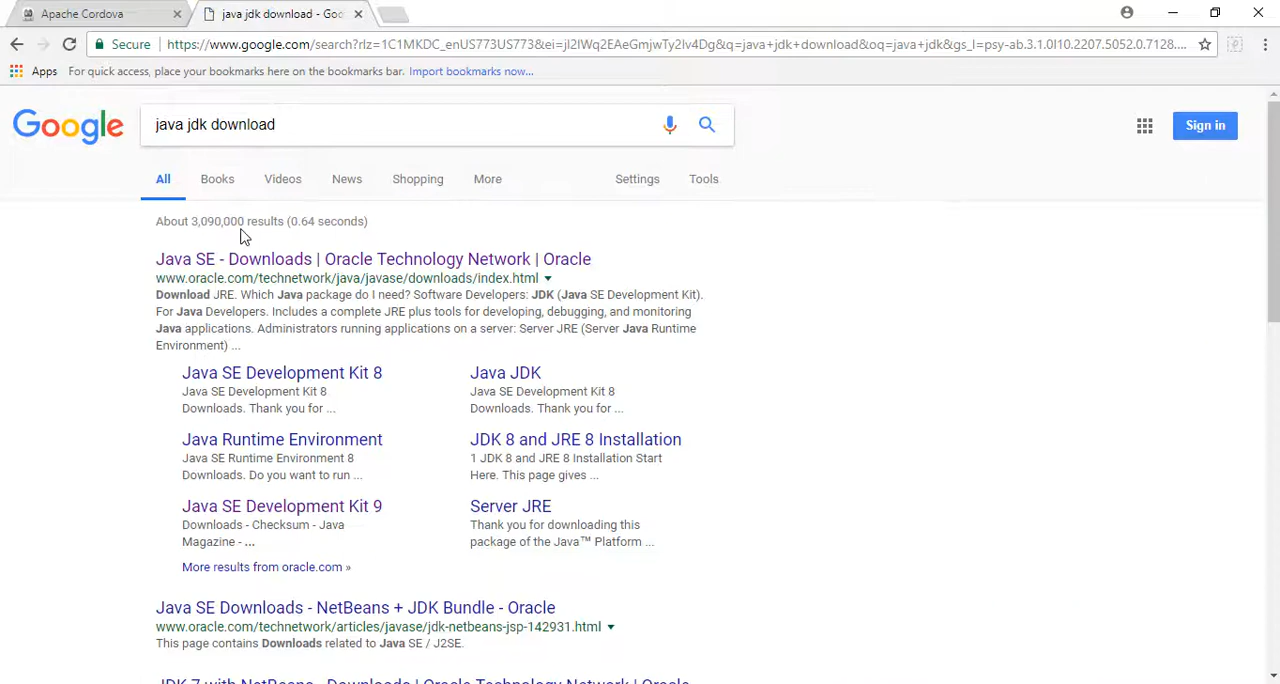 Apache Cordova
java jdk download - Goo
Secure
https://www.google.com/search?rlz=1C1MKDC_enUS773US773&ei=jI2IWq2EAeGmjwTy2Iv4Dg&q=java+jdk+download&oq=java+jdk&gs_l=psy-ab.3.1.0l10.2207.5052.0.7128....
Apps
For quick access, place your bookmarks here on the bookmarks bar. Import bookmarks now...
Google
java jdk download
Sign in
All Books Videos News Shopping More Settings Tools
About 3,090,000 results (0.64 seconds)
Java SE - Downloads | Oracle Technology Network | Oracle
www.oracle.com/technetwork/java/javase/downloads/index.html
Download JRE. Which Java package do I need? Software Developers: JDK (Java SE Development Kit).
For Java Developers. Includes a complete JRE plus tools for developing, debugging, and monitoring
Java applications. Administrators running applications on a server: Server JRE (Server Java Runtime
Environment) ...
Java SE Development Kit 8
Java SE Development Kit 8
Downloads. Thank you for ...
Java JDK
Java SE Development Kit 8
Downloads. Thank you for ...
Java Runtime Environment
Java SE Runtime Environment 8
Downloads. Do you want to run ...
JDK 8 and JRE 8 Installation
1 JDK 8 and JRE 8 Installation Start
Here. This page gives ...
Java SE Development Kit 9
Downloads - Checksum - Java
Magazine - ...
Server JRE
Thank you for downloading this
package of the Java™ Platform ...
More results from oracle.com »
Java SE Downloads - NetBeans + JDK Bundle - Oracle
www.oracle.com/technetwork/articles/javase/jdk-netbeans-jsp-142931.html
This page contains Downloads related to Java SE / J2SE.
JDK 7 with NetBeans - Downloads | Oracle Technology Network | Oracle